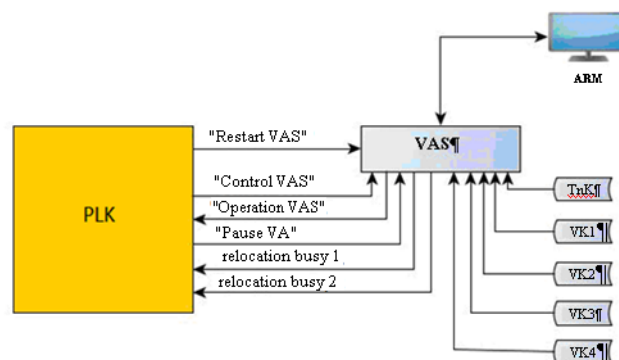 ARM
"Restart VAS"
VAS¶
"Control VAS"
TnK¶
"Operation VAS"
PLK
"Pause VA"
VK1¶
relocation busy 1
VK2¶
relocation busy 2
VK3¶
VK4¶